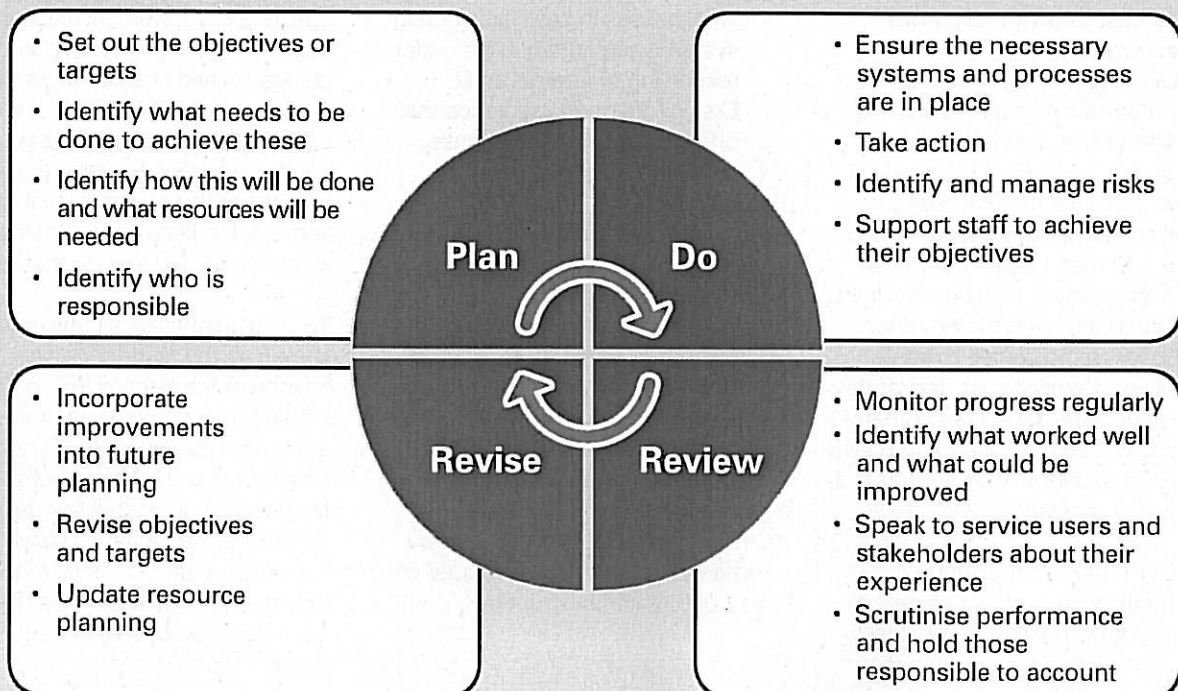 • Set out the objectives or
targets
• Identify what needs to be
done to achieve these
• Identify how this will be done
and what resources will be
needed
• Identify who is
responsible
• Ensure the necessary
systems and processes
are in place
• Take action
• Identify and manage risks
• Support staff to achieve
their objectives
Plan
Do
Revise
Review
• Incorporate
improvements
into future
planning
• Revise objectives
and targets
• Update resource
planning
• Monitor progress regularly
• Identify what worked well
and what could be
improved
• Speak to service users and
stakeholders about their
experience
• Scrutinise performance
and hold those
responsible to account